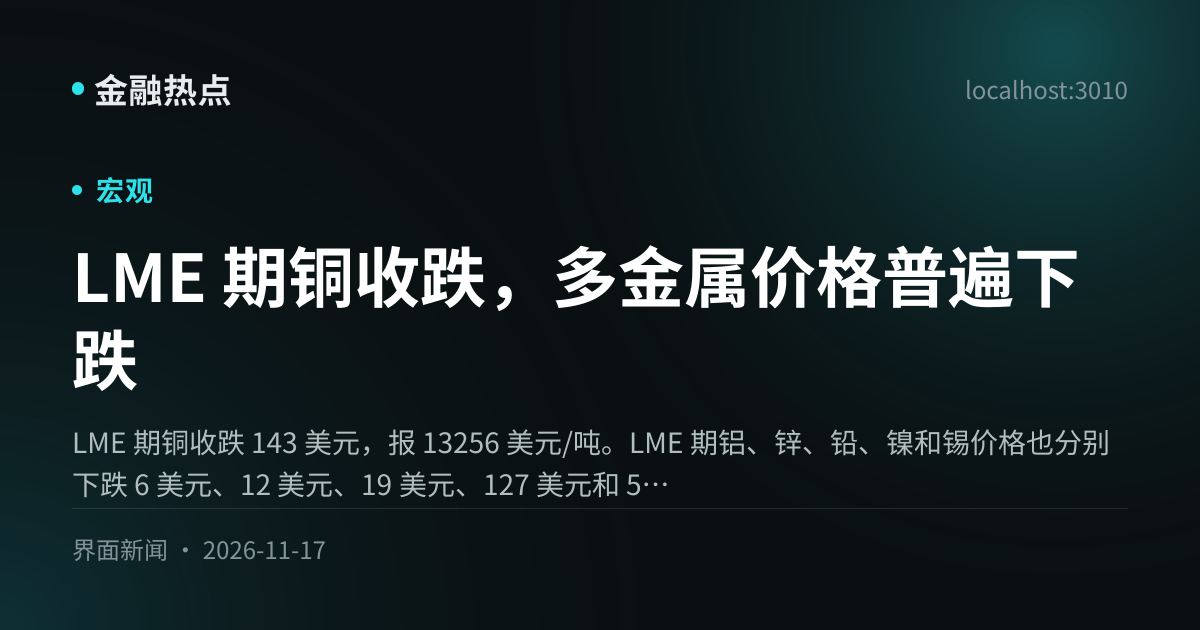 金融热点
localhost:3010
宏观
LME 期铜收跌，多金属价格普遍下
跌
LME 期铜收跌 143 美元，报 13256 美元/吨。LME 期铝、锌、铅、镍和锡价格也分别
下跌 6 美元、12 美元、19 美元、127 美元和 5…
界面新闻 • 2026-11-17